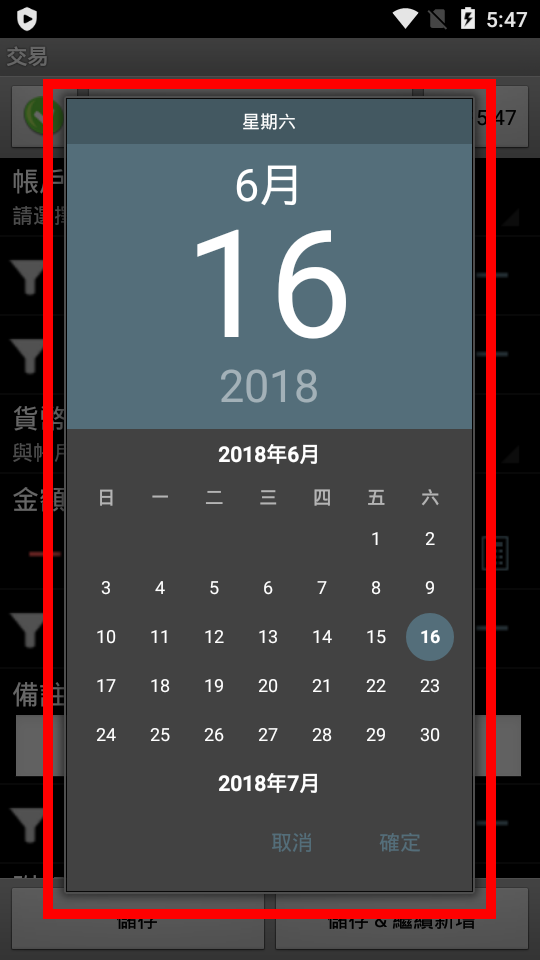 5:47
交易
5:47
星期六
6月
16
2018
2018年6月
日 一 二 三 四 五 六
1 2
3 4 5 6 7 8 9
10 11 12 13 14 15 16
17 18 19 20 21 22 23
24 25 26 27 28 29 30
2018年7月
取消 確定
帳戶
請選擇
貨幣
與帳戶
金額
備註
儲存 儲存 & 繼續新增